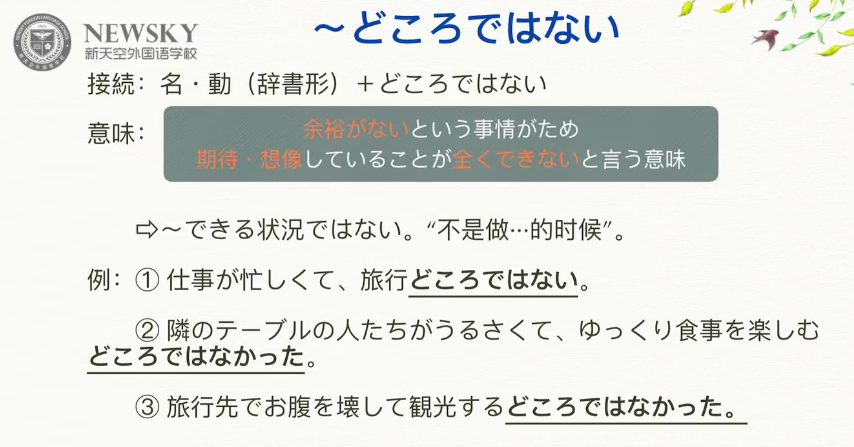 NEWSKY
新天空外国语学校
～どころではない
接続：名・動（辞書形）＋どころではない
意味：
余裕がないという事情がため
期待・想像していることが全くできないと言う意味
⇨～できる状況ではない。“不是做…的时候”。
例：① 仕事が忙しくて、旅行どころではない。
② 隣のテーブルの人たちがうるさくて、ゆっくり食事を楽しむ
どころではなかった。
③ 旅行先でお腹を壊して観光するどころではなかった。